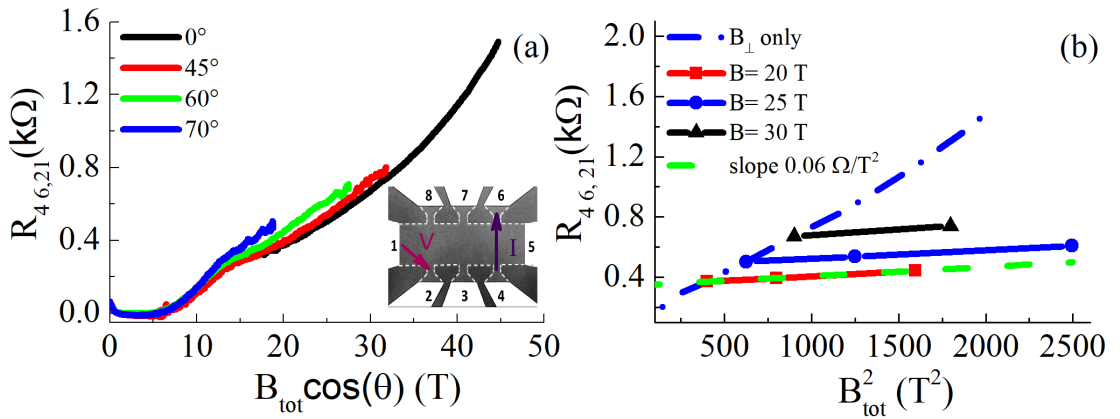 (a)
0°
45°
60°
70°
R4 6,21(kΩ)
1.6
1.2
0.8
0.4
0.0
0 10 20 30 40 50
Btotcos(θ) (T)
8 7 6
1 V I 5
2 3 4
(b)
B⊥ only
B= 20 T
B= 25 T
B= 30 T
slope 0.06 Ω/T²
R4 6, 21(kΩ)
2.0
1.6
1.2
0.8
0.4
500 1000 1500 2000 2500
B²tot (T²)